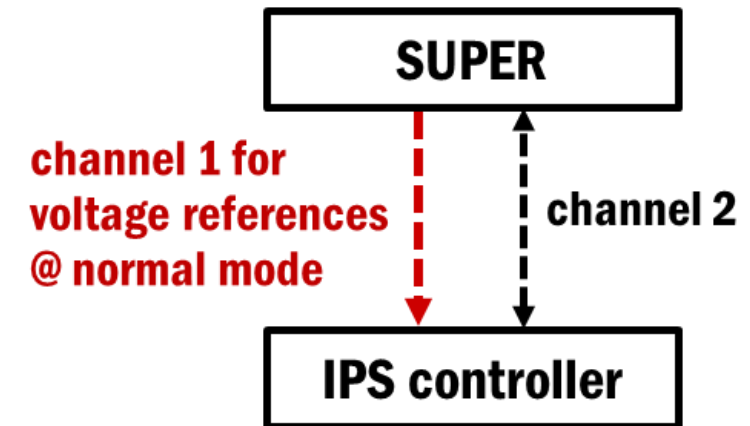 SUPER
channel 1 for
voltage references
@ normal mode
channel 2
IPS controller